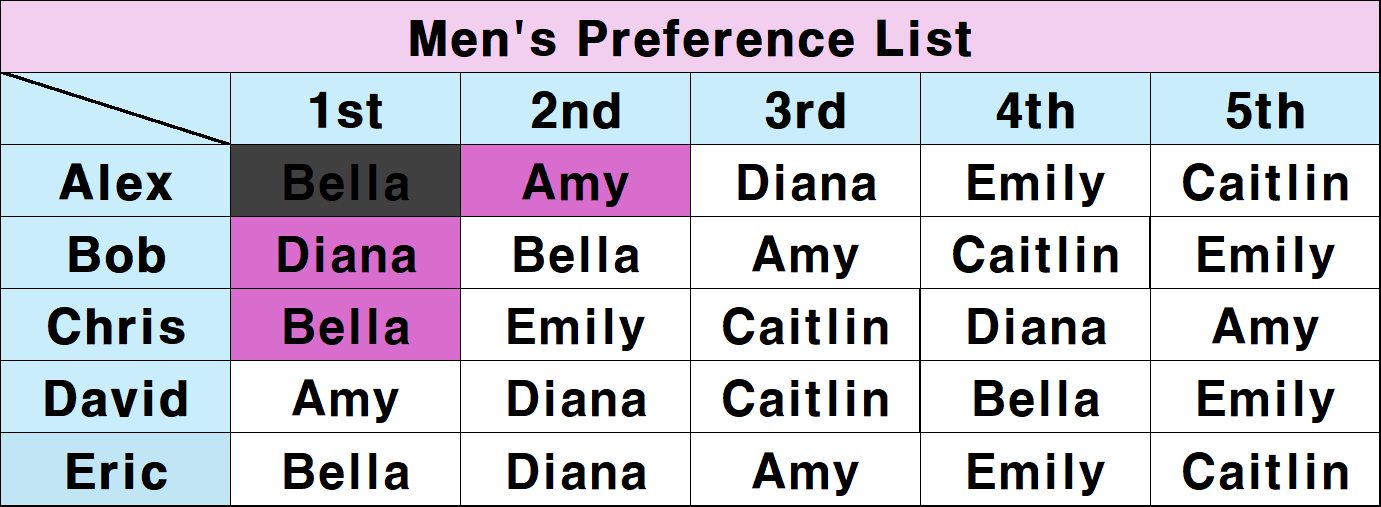 Men's Preference List
1st 2nd 3rd 4th 5th
Alex Bella Amy Diana Emily Caitlin
Bob Diana Bella Amy Caitlin Emily
Chris Bella Emily Caitlin Diana Amy
David Amy Diana Caitlin Bella Emily
Eric Bella Diana Amy Emily Caitlin